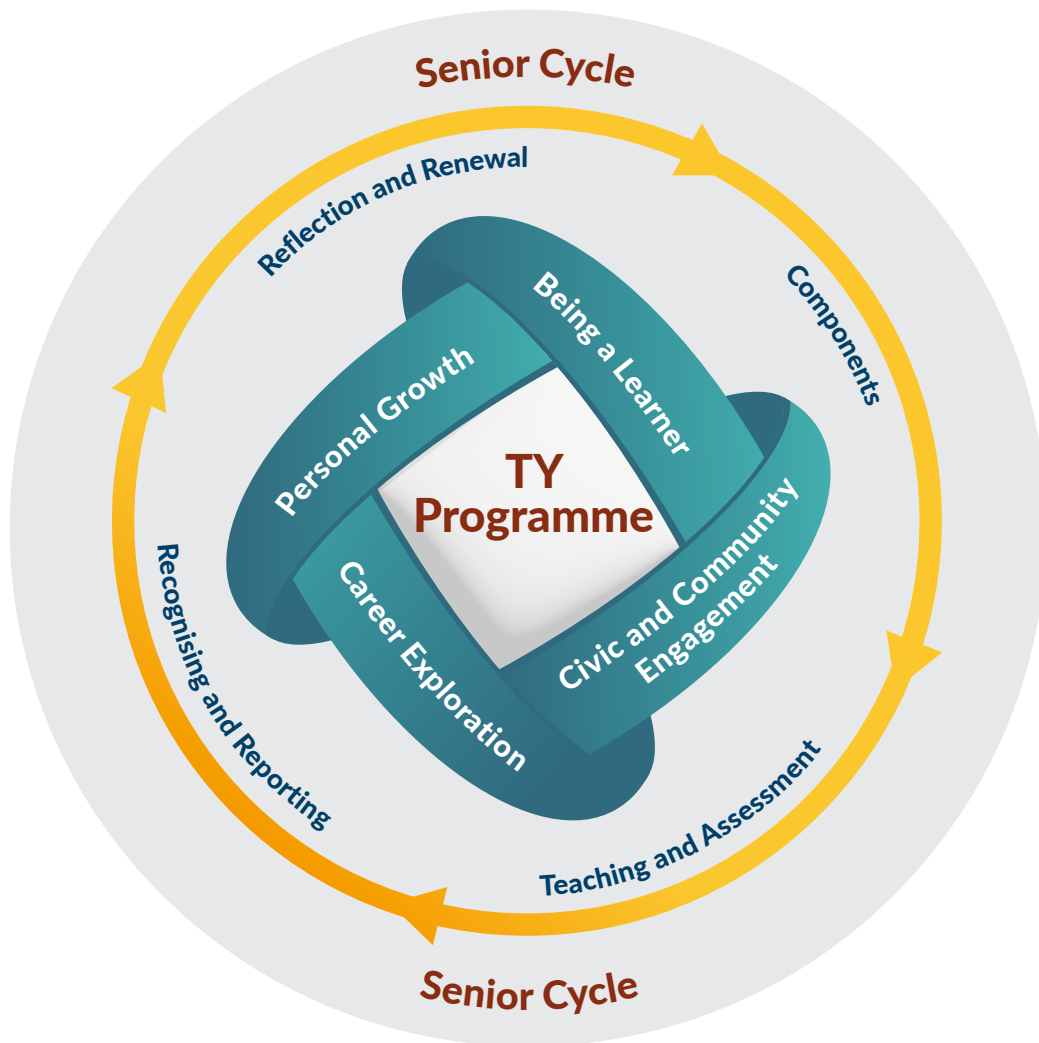 Senior Cycle
Reflection and Renewal
Components
Being a Learner
Personal Growth
TY
Programme
Civic and Community
Engagement
Career Exploration
Recognising and Reporting
Teaching and Assessment
Senior Cycle